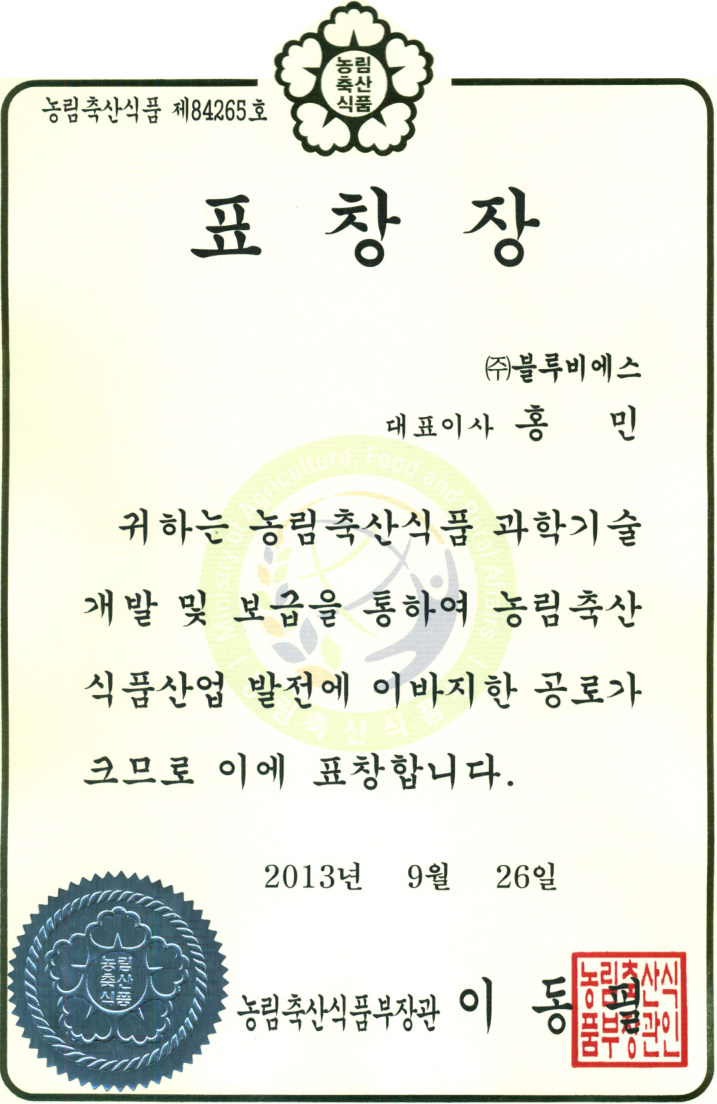 농림
축산
식품
농림축산식품 제84265호
표 창 장
㈜블루비에스
대표이사 홍 민
Ministry of Agriculture, Food and Rural Affairs
귀하는 농림축산식품 과학기술
개발 및 보급을 통하여 농림축산
식품산업 발전에 이바지한 공로가
크므로 이에 표창합니다.
농림축산식품
2013년 9월 26일
농림
축산
식품
농림축산식품부장관 이 동 필
농림축산식
품부장관인